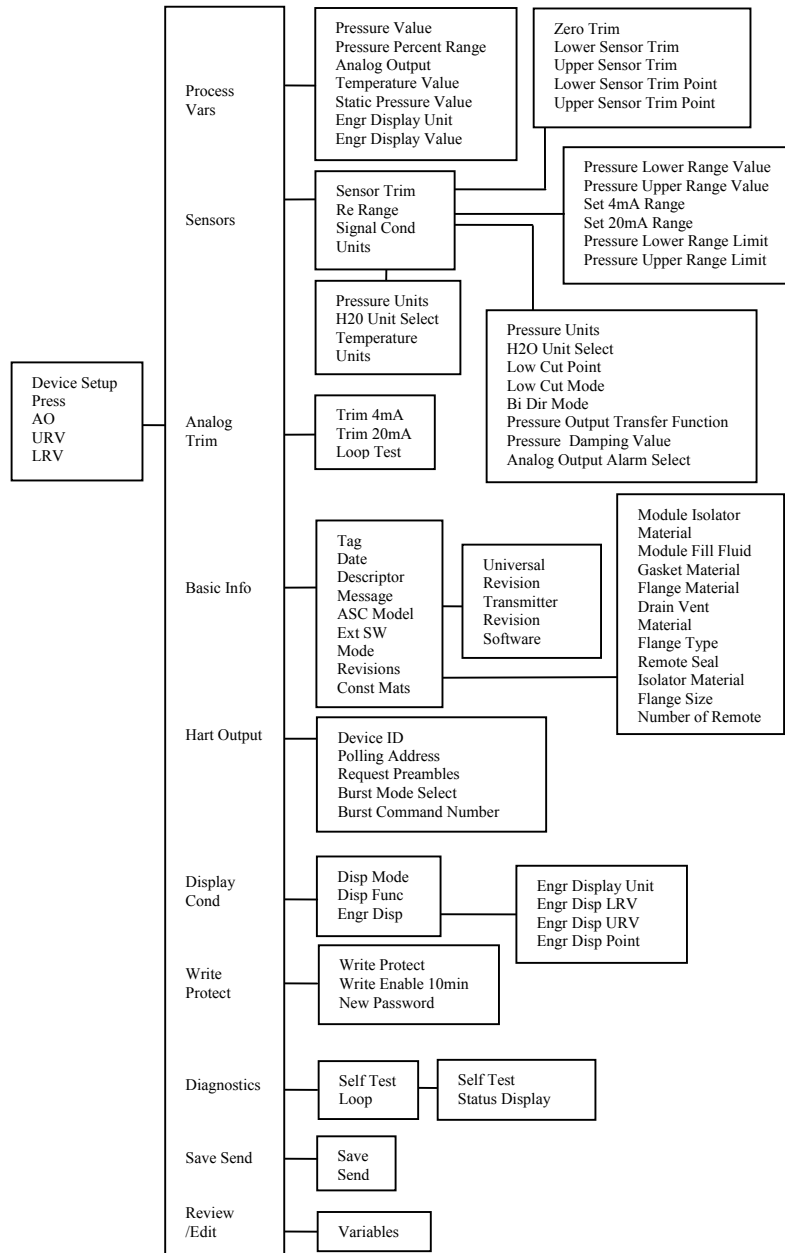 Device Setup
Press
AO
URV
LRV
Process
Vars
Pressure Value
Pressure Percent Range
Analog Output
Temperature Value
Static Pressure Value
Engr Display Unit
Engr Display Value
Zero Trim
Lower Sensor Trim
Upper Sensor Trim
Lower Sensor Trim Point
Upper Sensor Trim Point
Sensors
Sensor Trim
Re Range
Signal Cond
Units
Pressure Lower Range Value
Pressure Upper Range Value
Set 4mA Range
Set 20mA Range
Pressure Lower Range Limit
Pressure Upper Range Limit
Pressure Units
H20 Unit Select
Temperature
Units
Pressure Units
H2O Unit Select
Low Cut Point
Low Cut Mode
Bi Dir Mode
Pressure Output Transfer Function
Pressure Damping Value
Analog Output Alarm Select
Analog
Trim
Trim 4mA
Trim 20mA
Loop Test
Basic Info
Tag
Date
Descriptor
Message
ASC Model
Ext SW
Mode
Revisions
Const Mats
Universal
Revision
Transmitter
Revision
Software
Module Isolator
Material
Module Fill Fluid
Gasket Material
Flange Material
Drain Vent
Material
Flange Type
Remote Seal
Isolator Material
Flange Size
Number of Remote
Hart Output
Device ID
Polling Address
Request Preambles
Burst Mode Select
Burst Command Number
Display
Cond
Disp Mode
Disp Func
Engr Disp
Engr Display Unit
Engr Disp LRV
Engr Disp URV
Engr Disp Point
Write
Protect
Write Protect
Write Enable 10min
New Password
Diagnostics
Self Test
Loop
Self Test
Status Display
Save Send
Save
Send
Review
/Edit
Variables